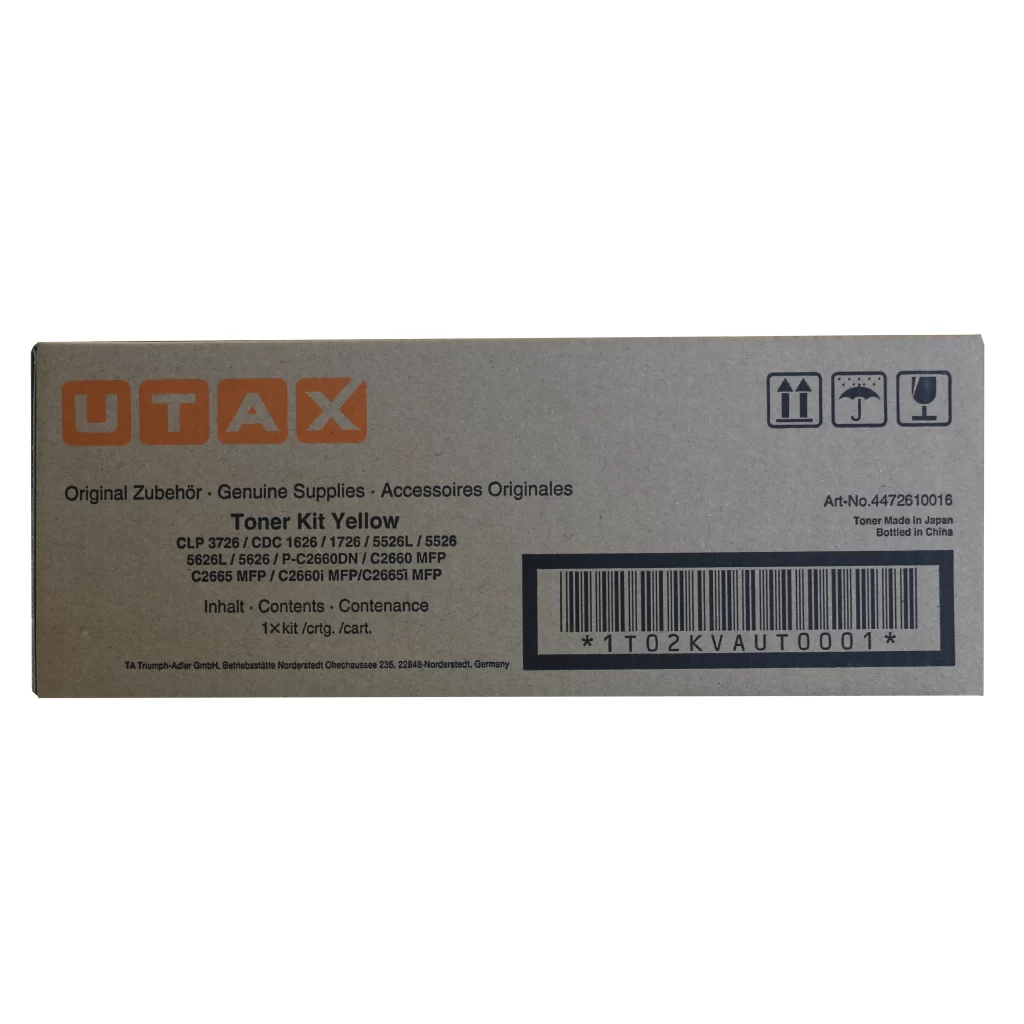 UTAX
Original Zubehör · Genuine Supplies · Accessoires Originales
Toner Kit Yellow
CLP 3726 / CDC 1626 / 1726 / 5526L / 5526
5626L / 5626 / P-C2660DN / C2660 MFP
C2665 MFP / C2660i MFP/C2665i MFP
Inhalt · Contents · Contenance
1×kit /crtg. /cart.
TA Triumph-Adler GmbH, Betriebsstätte Norderstedt Ohechaussee 235, 22848 Norderstedt, Germany
Art-No.4472610016
Toner Made in Japan
Bottled in China
*1T02KVAUT0001*